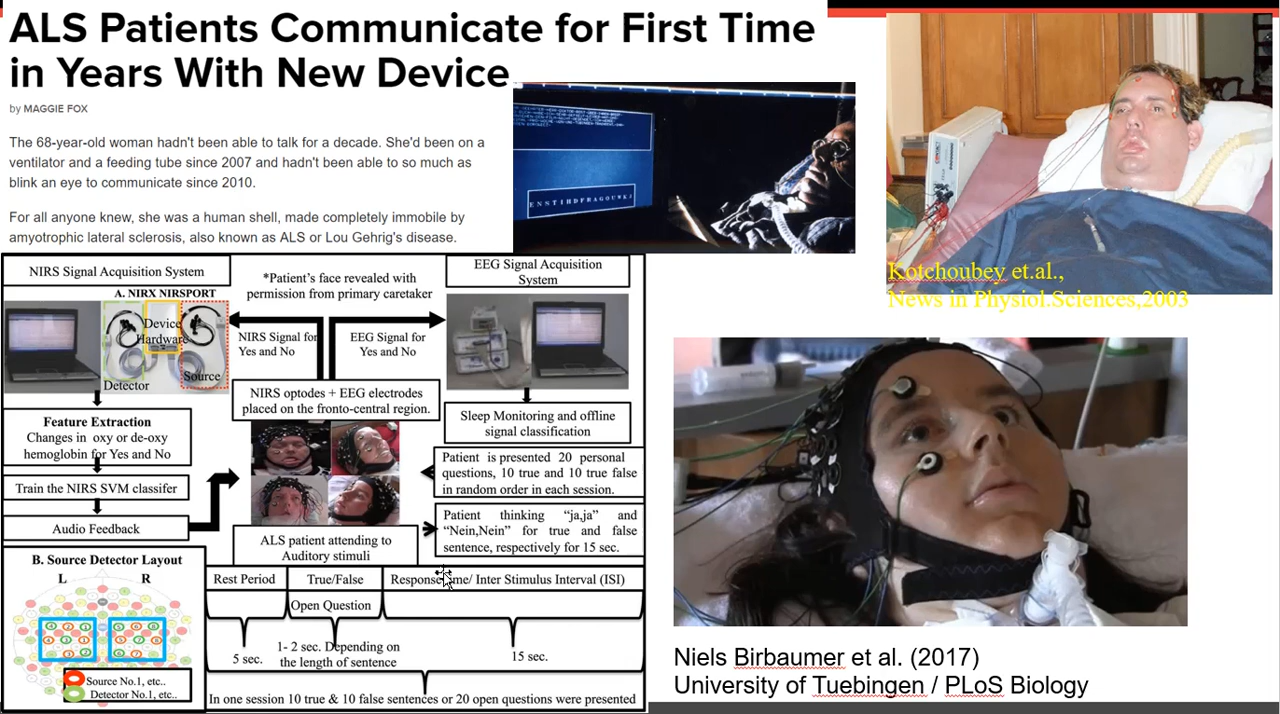 ALS Patients Communicate for First Time
in Years With New Device
by MAGGIE FOX
The 68-year-old woman hadn't been able to talk for a decade. She'd been on a
ventilator and a feeding tube since 2007 and hadn't been able to so much as
blink an eye to communicate since 2010.
For all anyone knew, she was a human shell, made completely immobile by
amyotrophic lateral sclerosis, also known as ALS or Lou Gehrig's disease.
ENSTIHDFRAGOUWKJ
Kotchoubey et.al.,
News in Physiol.Sciences,2003
NIRS Signal Acquisition System
A. NIRX NIRSPORT
Device
Hardware
Detector
Source
*Patient's face revealed with
permission from primary caretaker
EEG Signal Acquisition
System
NIRS Signal for
Yes and No
EEG Signal for
Yes and No
NIRS optodes + EEG electrodes
placed on the fronto-central region.
Feature Extraction
Changes in oxy or de-oxy
hemoglobin for Yes and No
Train the NIRS SVM classifer
Audio Feedback
Sleep Monitoring and offline
signal classification
Patient is presented 20 personal
questions, 10 true and 10 true false
in random order in each session.
Patient thinking “ja,ja” and
“Nein,Nein” for true and false
sentence, respectively for 15 sec.
ALS patient attending to
Auditory stimuli
B. Source Detector Layout
L R
Source No.1, etc..
Detector No.1, etc..
Rest Period
True/False
Open Question
Inter Stimulus Interval (ISI)
5 sec.
1- 2 sec. Depending on
the length of sentence
15 sec.
In one session 10 true & 10 false sentences or 20 open questions were presented
Niels Birbaumer et al. (2017)
University of Tuebingen / PLoS Biology